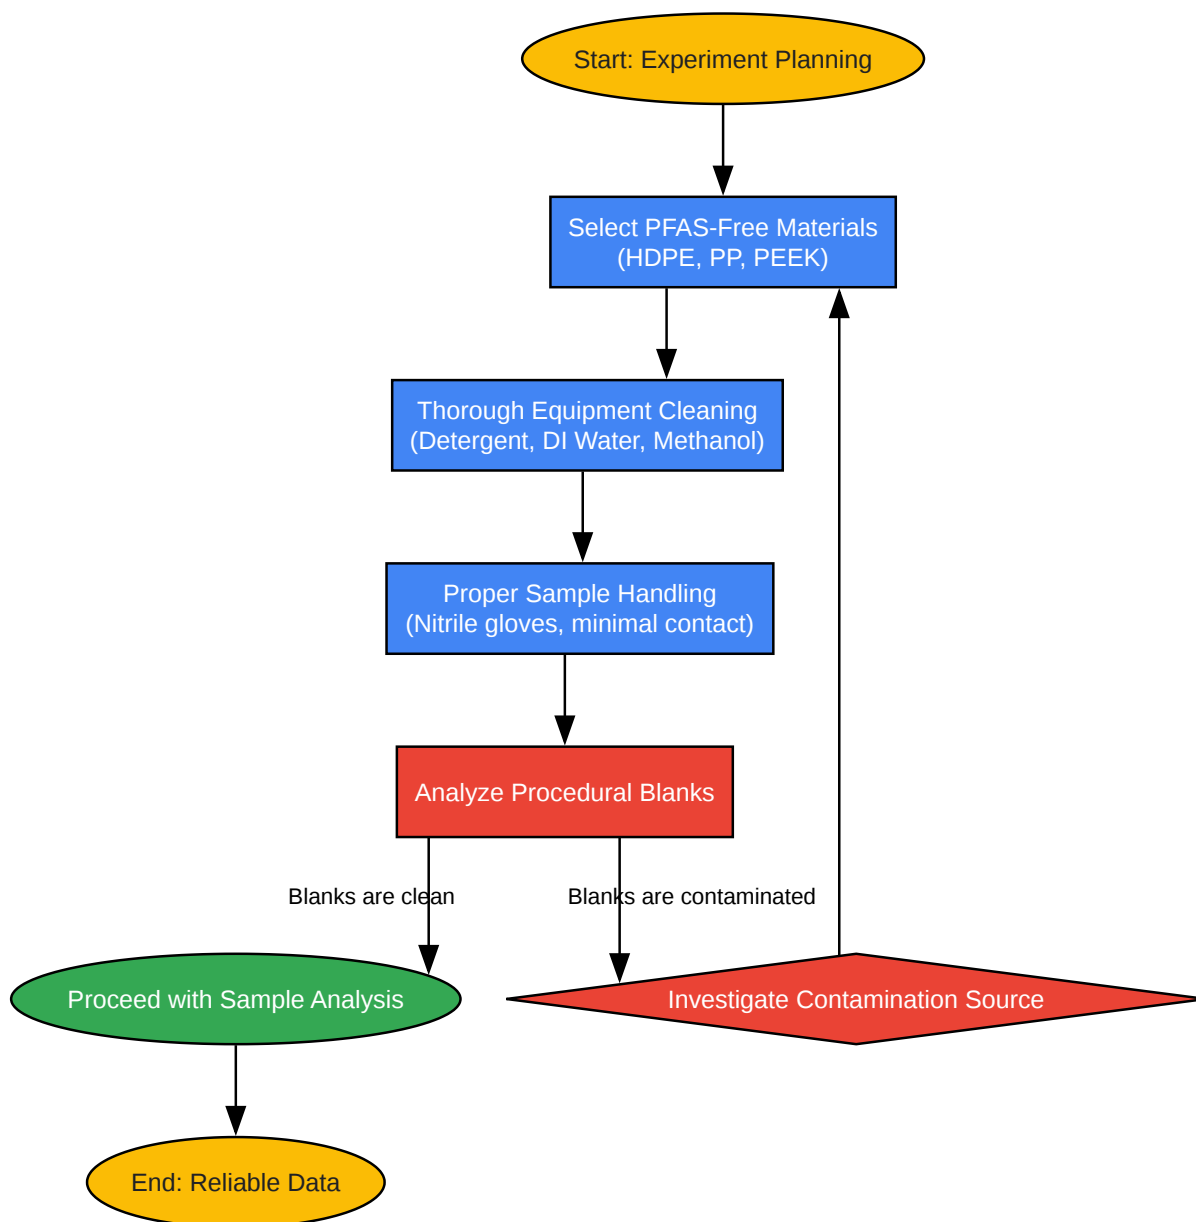 Start: Experiment Planning
Select PFAS-Free Materials
(HDPE, PP, PEEK)
Thorough Equipment Cleaning
(Detergent, DI Water, Methanol)
Proper Sample Handling
(Nitrile gloves, minimal contact)
Analyze Procedural Blanks
Blanks are clean
Blanks are contaminated
Proceed with Sample Analysis
Investigate Contamination Source
End: Reliable Data